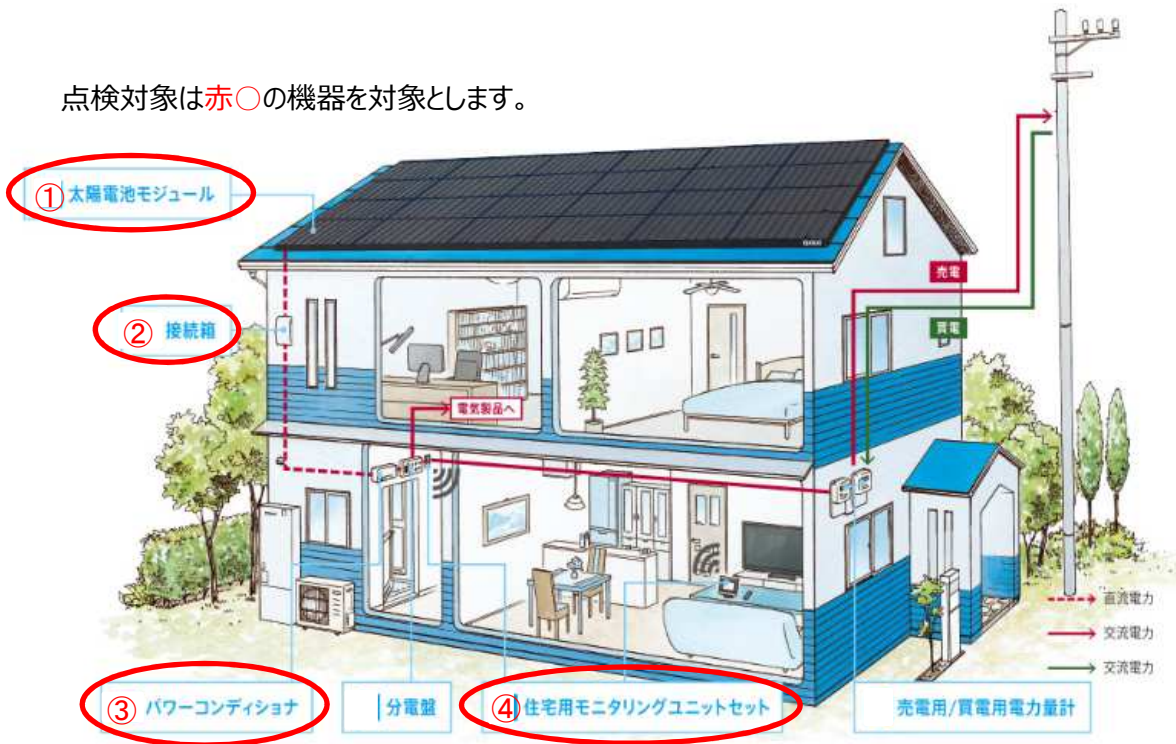 点検対象は赤○の機器を対象とします。
① 太陽電池モジュール
② 接続箱
売電
買電
電気製品へ
直流電力
交流電力
交流電力
③ パワーコンディショナ
分電盤
④ 住宅用モニタリングユニットセット
売電用/買電用電力量計